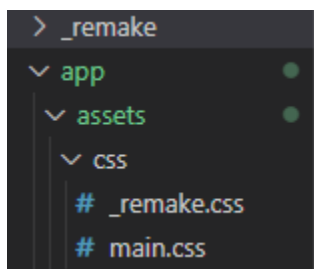 _remake
app
assets
css
# _remake.css
# main.css